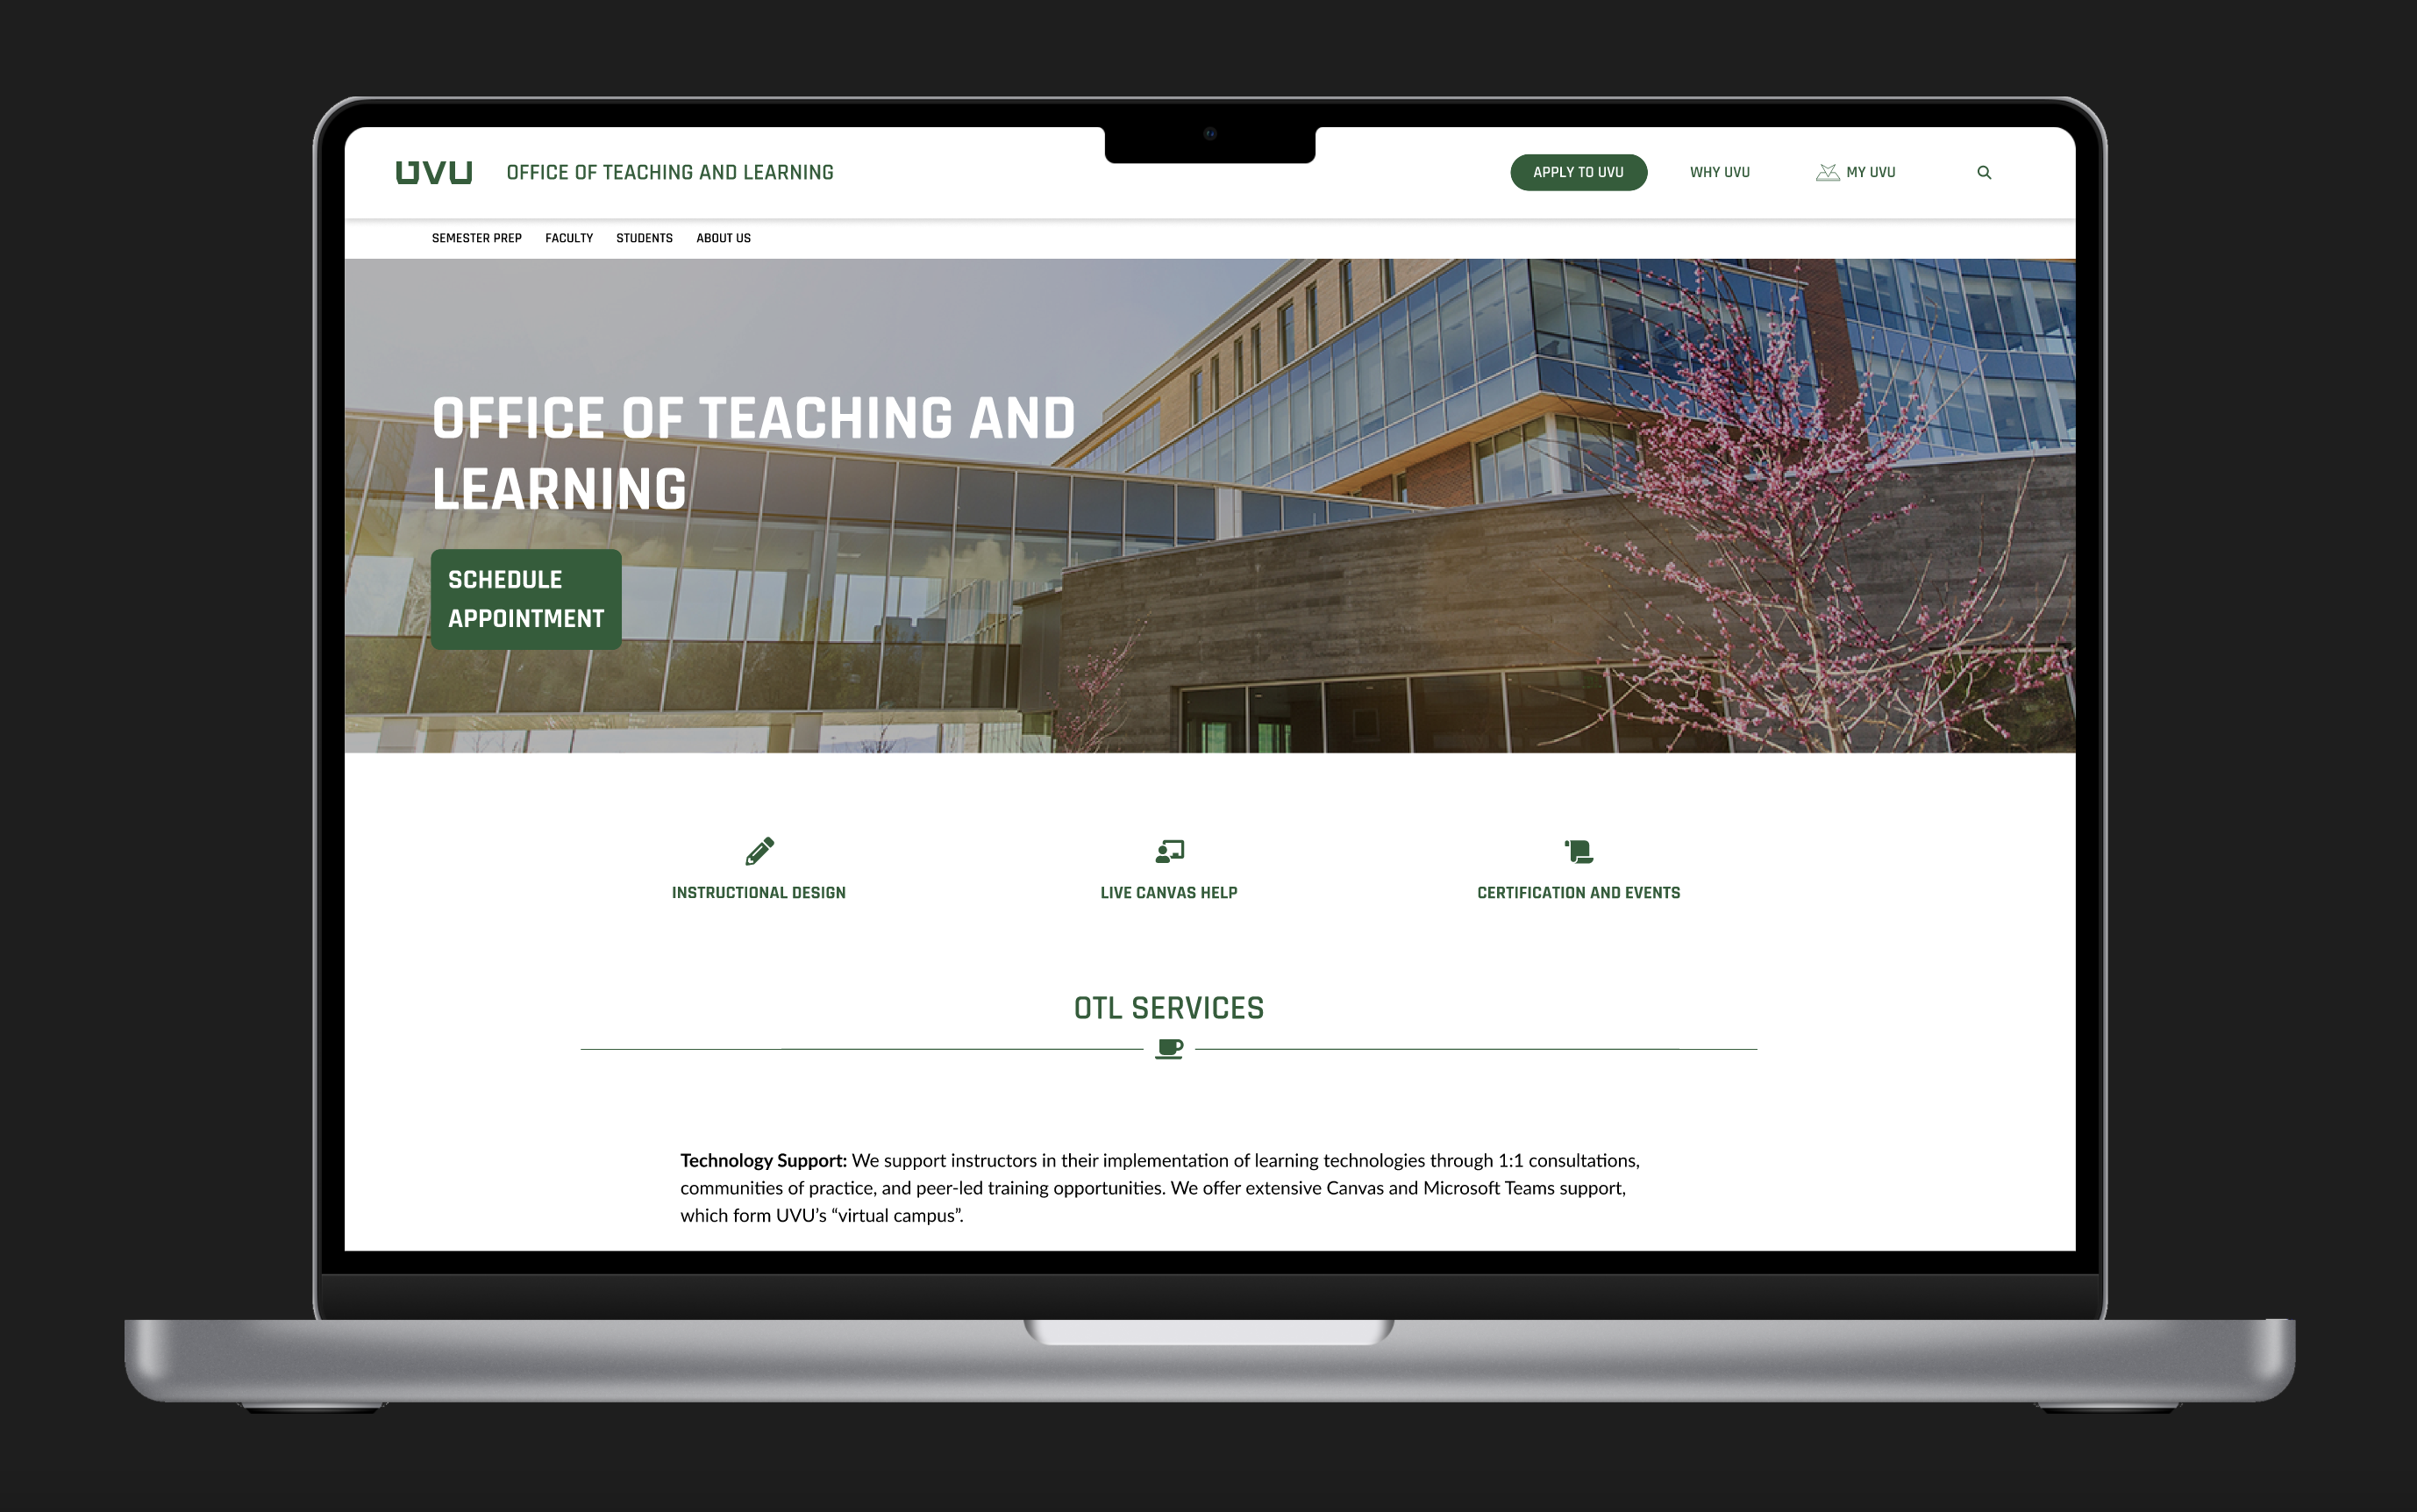 UVU OFFICE OF TEACHING AND LEARNING APPLY TO UVU WHY UVU MY UVU
SEMESTER PREP FACULTY STUDENTS ABOUT US
OFFICE OF TEACHING AND
LEARNING
SCHEDULE
APPOINTMENT
INSTRUCTIONAL DESIGN LIVE CANVAS HELP CERTIFICATION AND EVENTS
OTL SERVICES
Technology Support: We support instructors in their implementation of learning technologies through 1:1 consultations,
communities of practice, and peer-led training opportunities. We offer extensive Canvas and Microsoft Teams support,
which form UVU’s “virtual campus”.